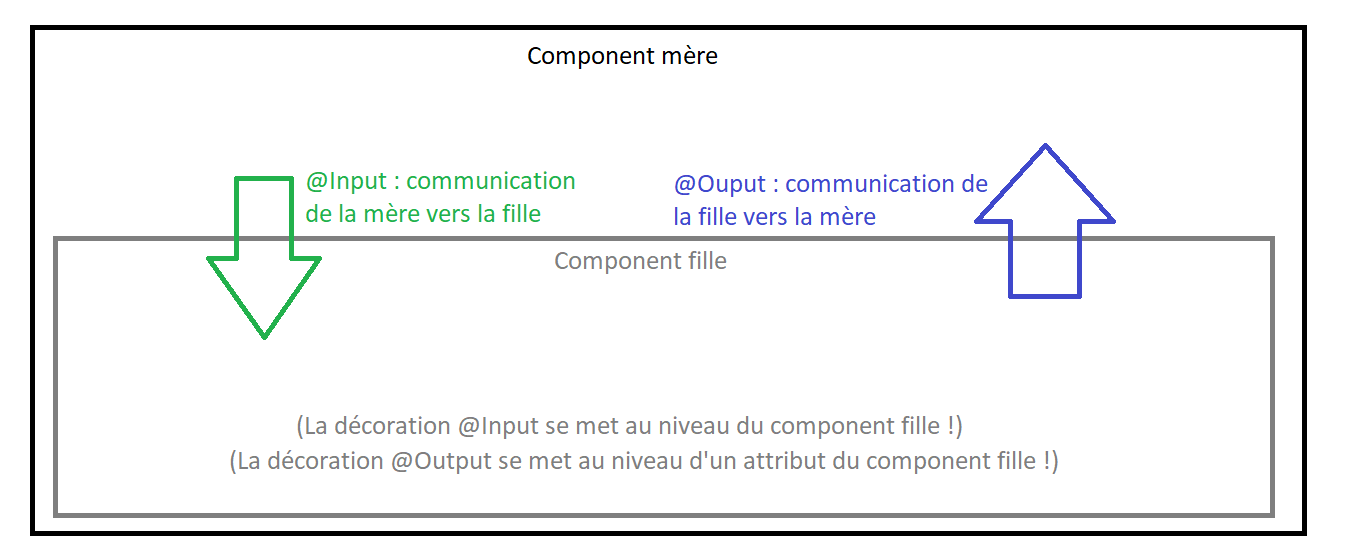 Component mère
@Input : communication
de la mère vers la fille
@Ouput : communication de
la fille vers la mère
Component fille
(La décoration @Input se met au niveau du component fille !)
(La décoration @Output se met au niveau d'un attribut du component fille !)